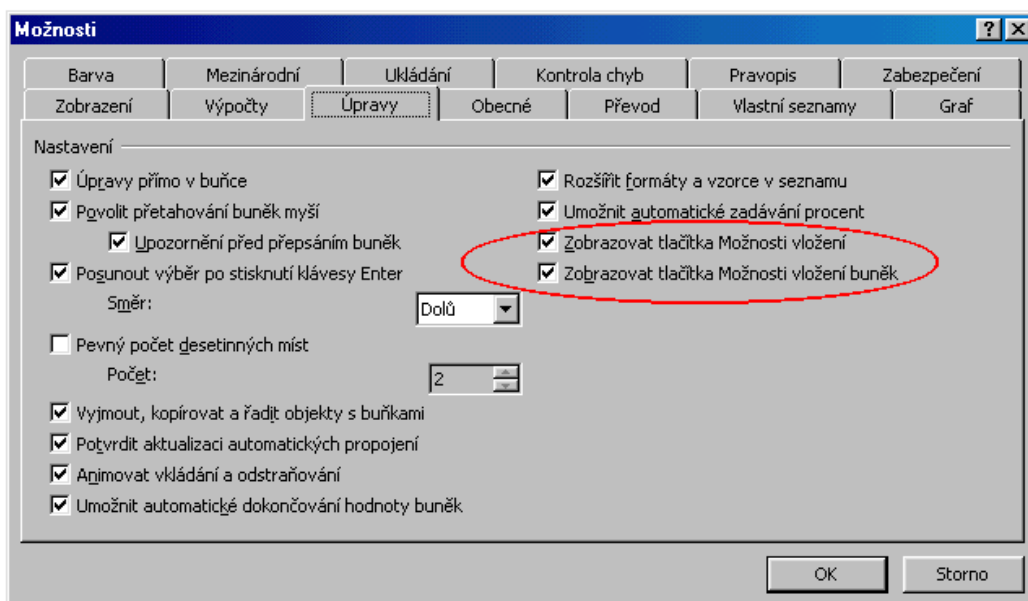 Možnosti
Barva Mezinárodní Ukládání Kontrola chyb Pravopis Zabezpečení
Zobrazení Výpočty Úpravy Obecné Převod Vlastní seznamy Graf
Nastavení
Úpravy přímo v buňce
Povolit přetahování buněk myší
Upozornění před přepsáním buněk
Posunout výběr po stisknutí klávesy Enter
Směr: Dolů
Pevný počet desetinných míst
Počet: 2
Vyjmout, kopírovat a řadit objekty s buňkami
Potvrdit aktualizaci automatických propojení
Animovat vkládání a odstraňování
Umožnit automatické dokončování hodnoty buněk
Rozšířit formáty a vzorce v seznamu
Umožnit automatické zadávání procent
Zobrazovat tlačítka Možnosti vložení
Zobrazovat tlačítka Možnosti vložení buněk
OK Storno